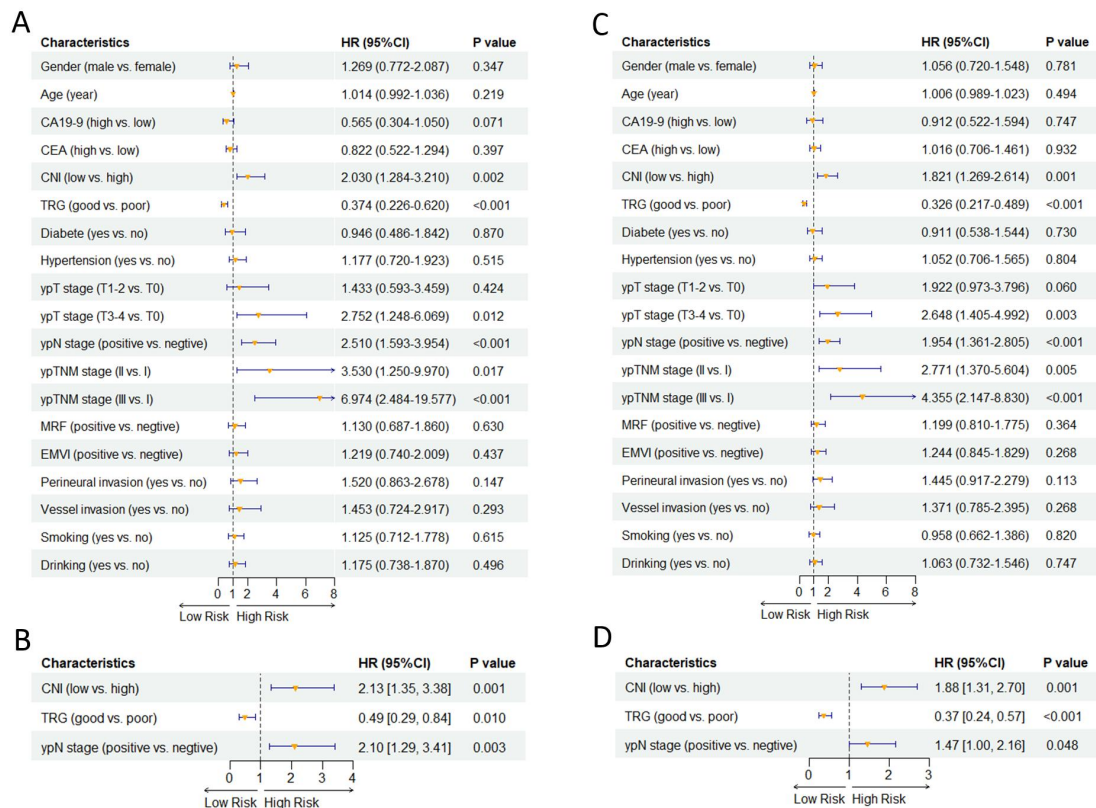 A
Characteristics HR (95%CI) P value
Gender (male vs. female) 1.269 (0.772-2.087) 0.347
Age (year) 1.014 (0.992-1.036) 0.219
CA19-9 (high vs. low) 0.565 (0.304-1.050) 0.071
CEA (high vs. low) 0.822 (0.522-1.294) 0.397
CNI (low vs. high) 2.030 (1.284-3.210) 0.002
TRG (good vs. poor) 0.374 (0.226-0.620) <0.001
Diabete (yes vs. no) 0.946 (0.486-1.842) 0.870
Hypertension (yes vs. no) 1.177 (0.720-1.923) 0.515
ypT stage (T1-2 vs. T0) 1.433 (0.593-3.459) 0.424
ypT stage (T3-4 vs. T0) 2.752 (1.248-6.069) 0.012
ypN stage (positive vs. negtive) 2.510 (1.593-3.954) <0.001
ypTNM stage (II vs. I) 3.530 (1.250-9.970) 0.017
ypTNM stage (III vs. I) 6.974 (2.484-19.577) <0.001
MRF (positive vs. negtive) 1.130 (0.687-1.860) 0.630
EMVI (positive vs. negtive) 1.219 (0.740-2.009) 0.437
Perineural invasion (yes vs. no) 1.520 (0.863-2.678) 0.147
Vessel invasion (yes vs. no) 1.453 (0.724-2.917) 0.293
Smoking (yes vs. no) 1.125 (0.712-1.778) 0.615
Drinking (yes vs. no) 1.175 (0.738-1.870) 0.496
0 1 2 4 6 8
Low Risk High Risk
B
Characteristics HR (95%CI) P value
CNI (low vs. high) 2.13 [1.35, 3.38] 0.001
TRG (good vs. poor) 0.49 [0.29, 0.84] 0.010
ypN stage (positive vs. negtive) 2.10 [1.29, 3.41] 0.003
0 1 2 3 4
Low Risk High Risk
C
Characteristics HR (95%CI) P value
Gender (male vs. female) 1.056 (0.720-1.548) 0.781
Age (year) 1.006 (0.989-1.023) 0.494
CA19-9 (high vs. low) 0.912 (0.522-1.594) 0.747
CEA (high vs. low) 1.016 (0.706-1.461) 0.932
CNI (low vs. high) 1.821 (1.269-2.614) 0.001
TRG (good vs. poor) 0.326 (0.217-0.489) <0.001
Diabete (yes vs. no) 0.911 (0.538-1.544) 0.730
Hypertension (yes vs. no) 1.052 (0.706-1.565) 0.804
ypT stage (T1-2 vs. T0) 1.922 (0.973-3.796) 0.060
ypT stage (T3-4 vs. T0) 2.648 (1.405-4.992) 0.003
ypN stage (positive vs. negtive) 1.954 (1.361-2.805) <0.001
ypTNM stage (II vs. I) 2.771 (1.370-5.604) 0.005
ypTNM stage (III vs. I) 4.355 (2.147-8.830) <0.001
MRF (positive vs. negtive) 1.199 (0.810-1.775) 0.364
EMVI (positive vs. negtive) 1.244 (0.845-1.829) 0.268
Perineural invasion (yes vs. no) 1.445 (0.917-2.279) 0.113
Vessel invasion (yes vs. no) 1.371 (0.785-2.395) 0.268
Smoking (yes vs. no) 0.958 (0.662-1.386) 0.820
Drinking (yes vs. no) 1.063 (0.732-1.546) 0.747
0 1 2 4 6 8
Low Risk High Risk
D
Characteristics HR (95%CI) P value
CNI (low vs. high) 1.88 [1.31, 2.70] 0.001
TRG (good vs. poor) 0.37 [0.24, 0.57] <0.001
ypN stage (positive vs. negtive) 1.47 [1.00, 2.16] 0.048
0 1 2 3
Low Risk High Risk